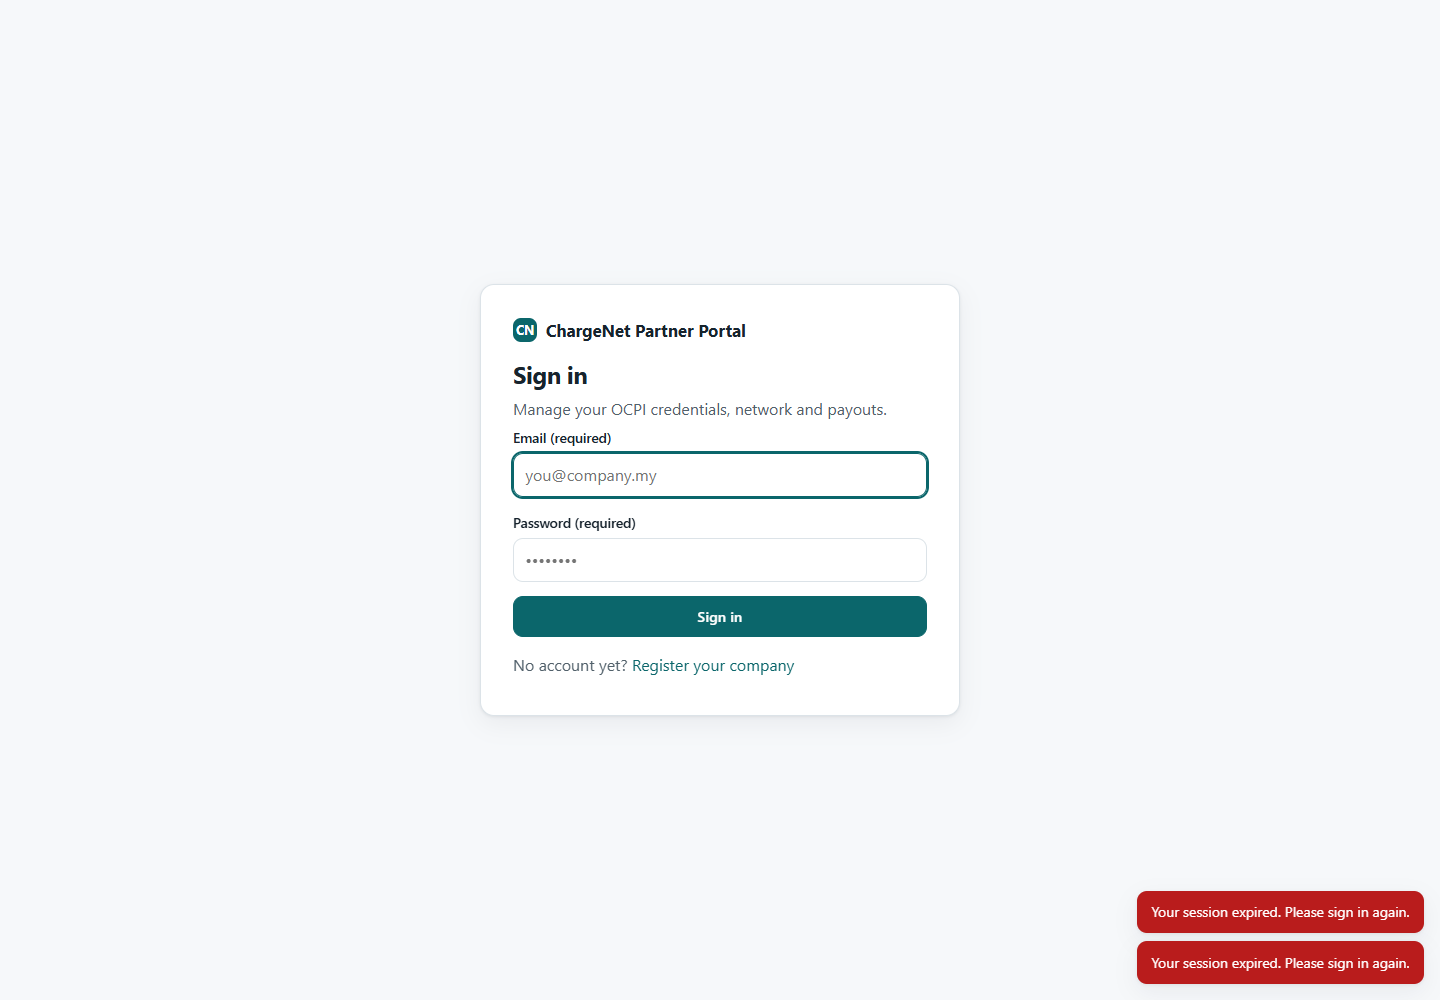 CN ChargeNet Partner Portal
Sign in
Manage your OCPI credentials, network and payouts.
Email (required)
you@company.my
Password (required)
••••••••
Sign in
No account yet? Register your company
Your session expired. Please sign in again.
Your session expired. Please sign in again.